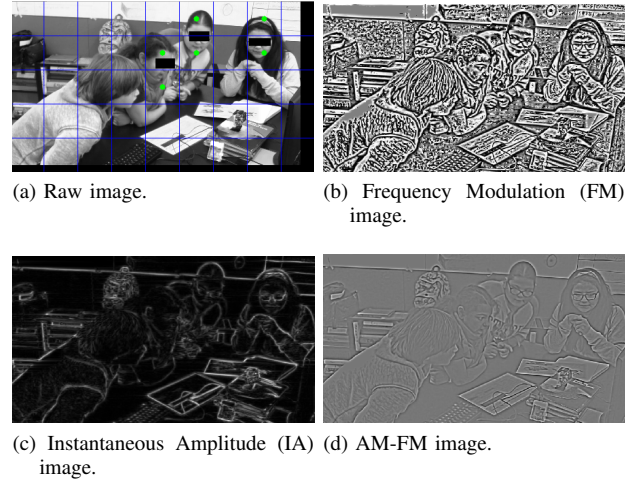 (a) Raw image.
(b) Frequency Modulation (FM)
image.
(c) Instantaneous Amplitude (IA)
image.
(d) AM-FM image.